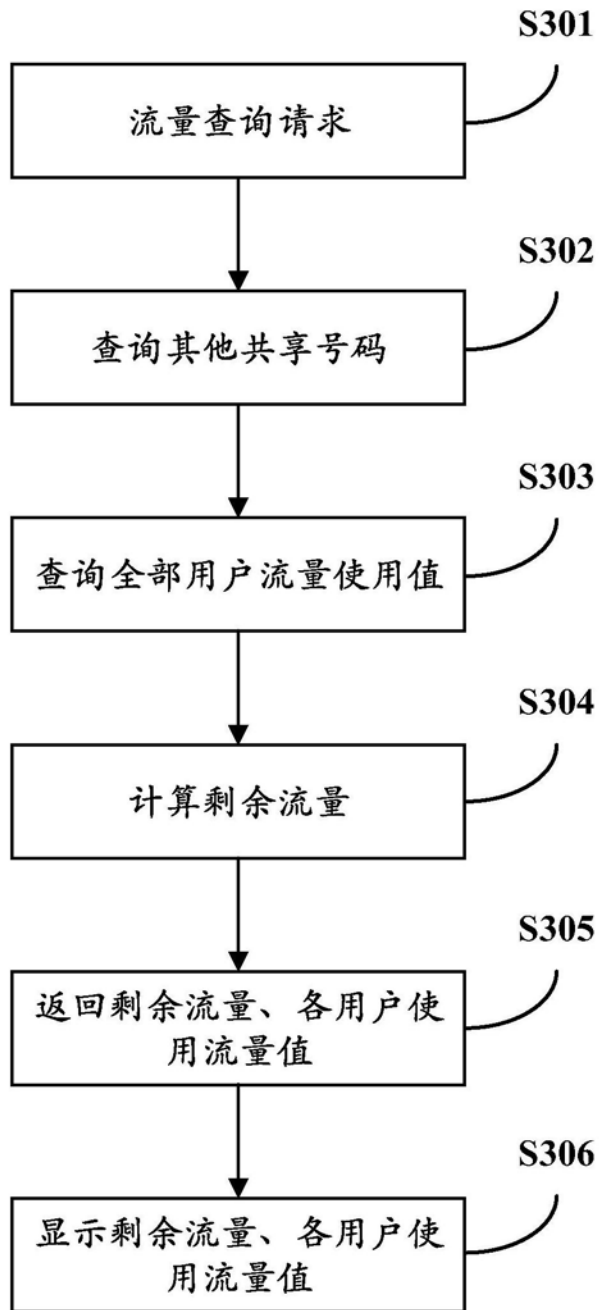 S301
流量查询请求
S302
查询其他共享号码
S303
查询全部用户流量使用值
S304
计算剩余流量
S305
返回剩余流量、各用户使
用流量值
S306
显示剩余流量、各用户使
用流量值